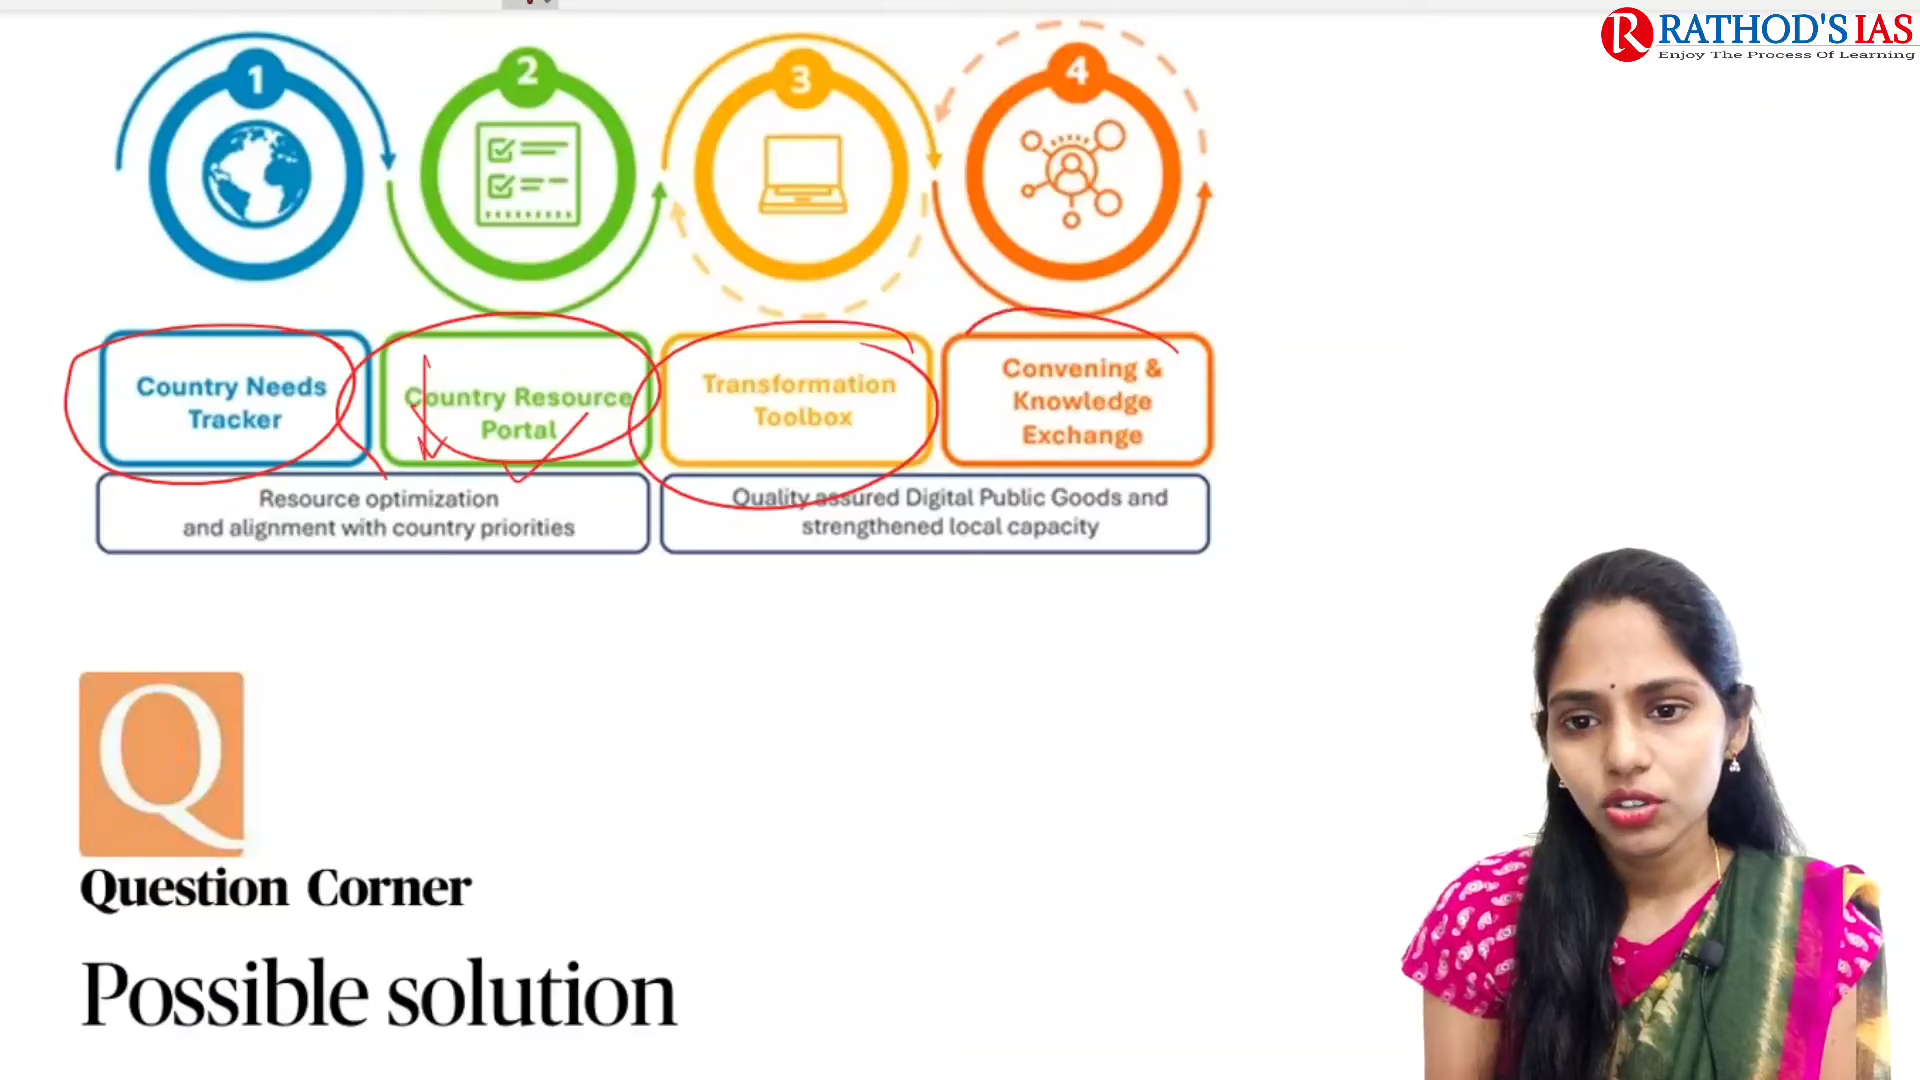 RATHOD'S IAS
Enjoy The Process Of Learning
1
2
3
4
Country Needs
Tracker
Country Resource
Portal
Transformation
Toolbox
Convening &
Knowledge
Exchange
Resource optimization
and alignment with country priorities
Quality assured Digital Public Goods and
strengthened local capacity
Q
Question Corner
Possible solution